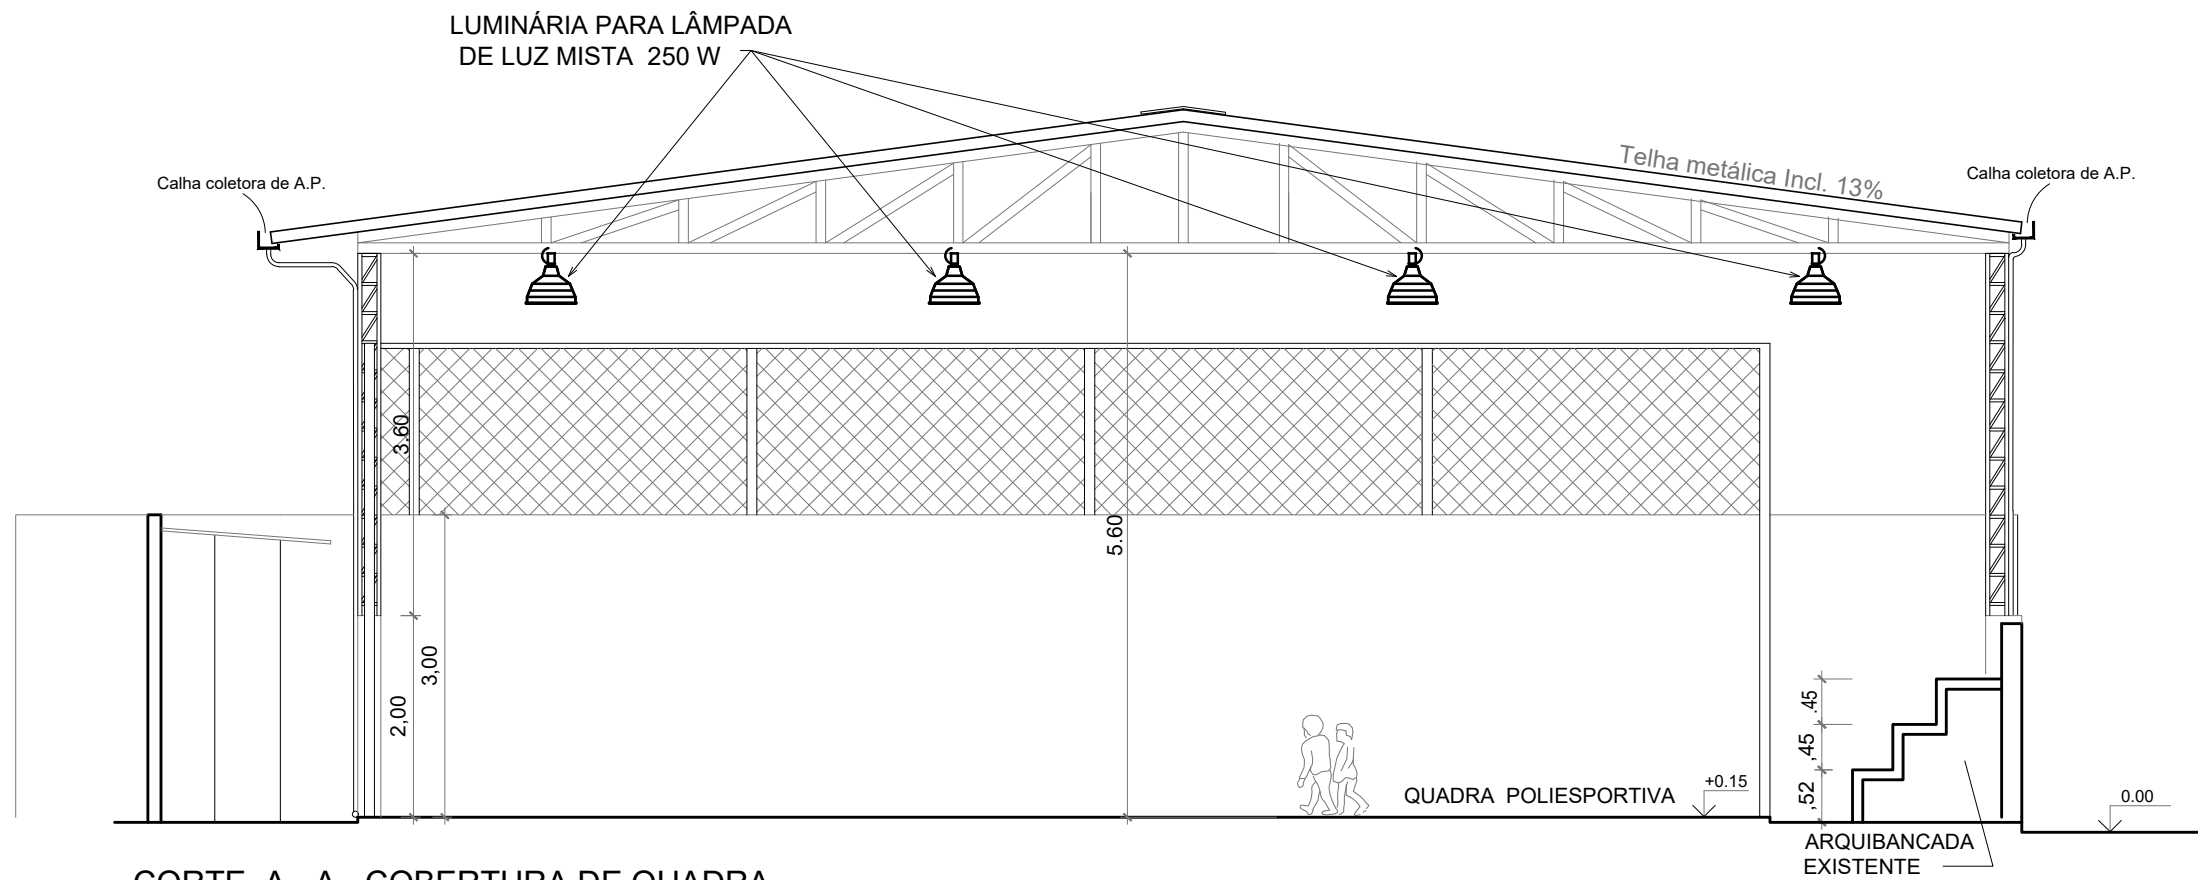 LUMINÁRIA PARA LÂMPADA
DE LUZ MISTA 250 W
Calha coletora de A.P.
Telha metálica Incl. 13%
Calha coletora de A.P.
3.60
5.60
3,00
2,00
.45
,45
,52
QUADRA POLIESPORTIVA
+0.15
0.00
ARQUIBANCADA
EXISTENTE
CORTE A - A - COBERTURA DE QUADRA